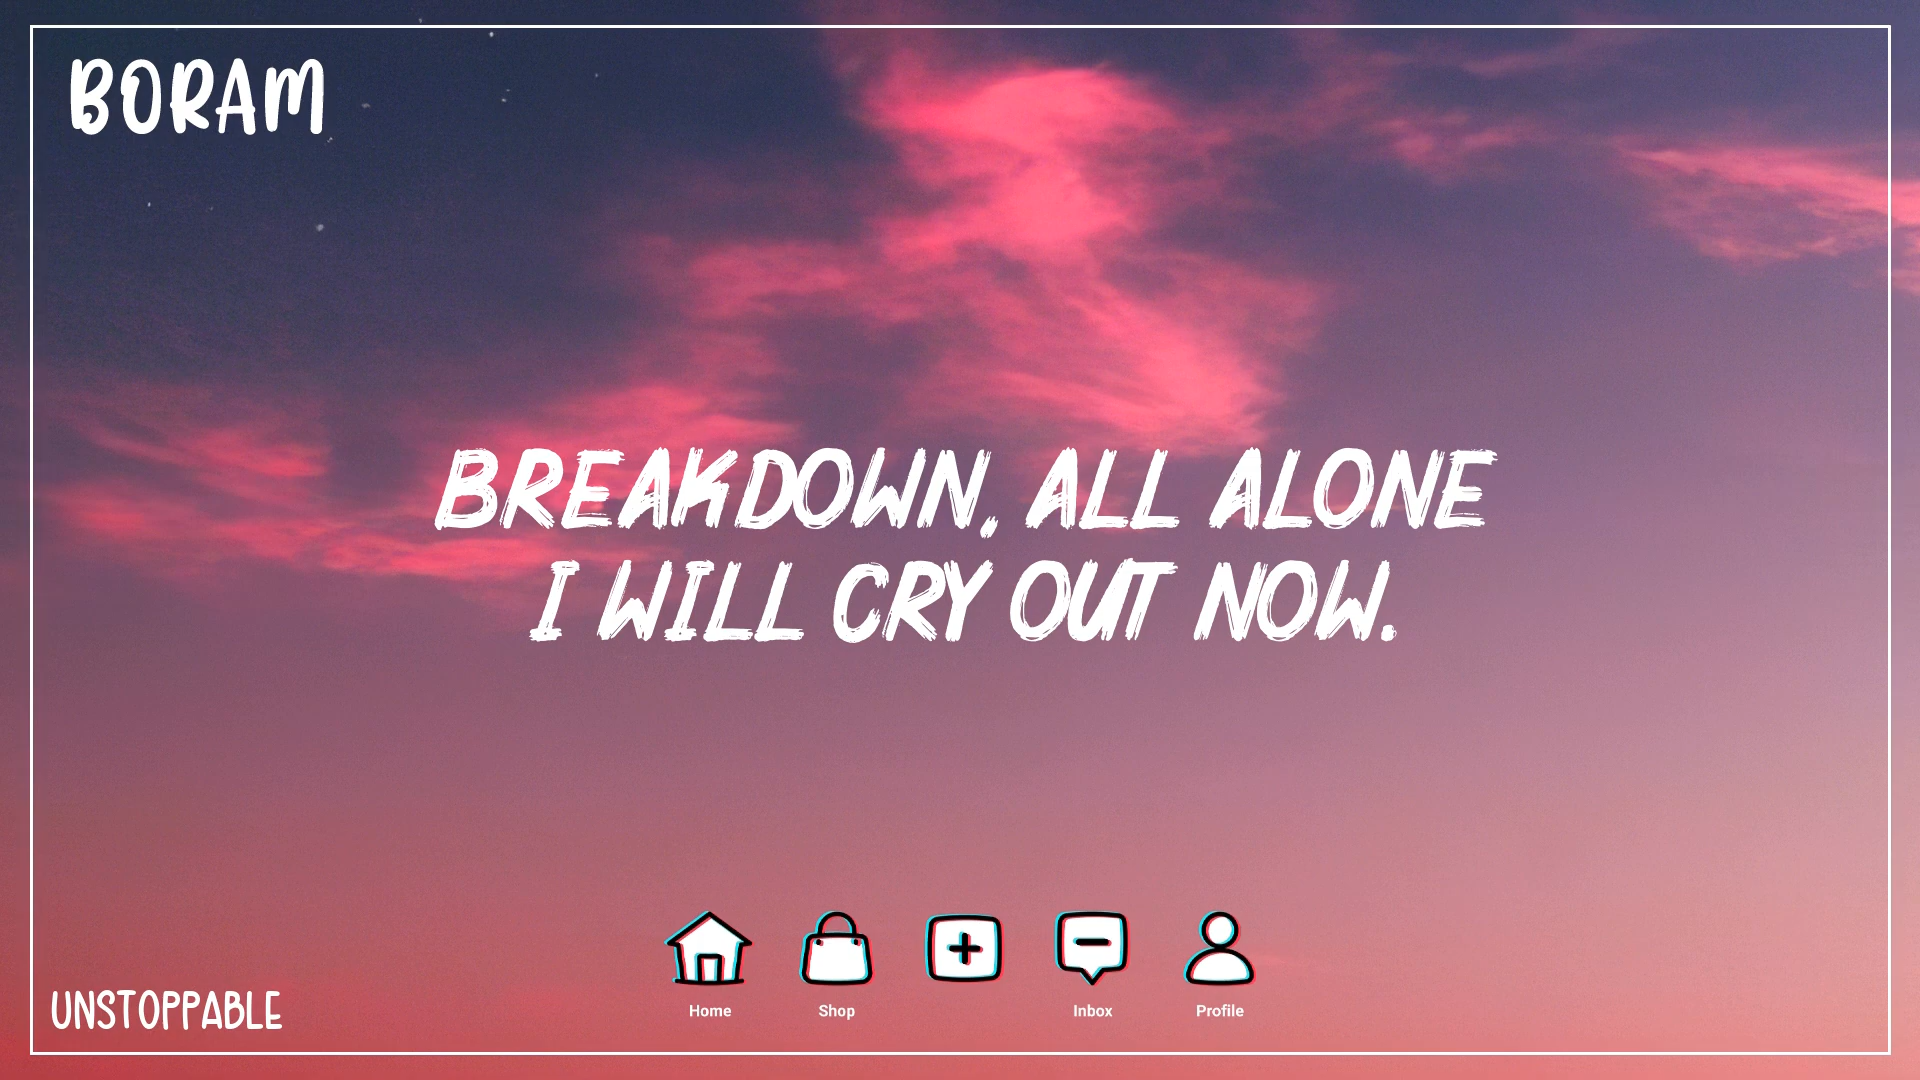 BORAM
BREAKDOWN, ALL ALONE
I WILL CRY OUT NOW.
Home
Shop
Inbox
Profile
UNSTOPPABLE